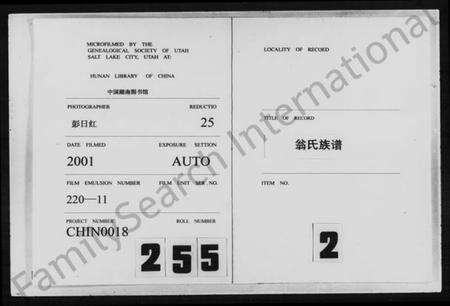 MICROFILMED BY THE
GENEALOGICAL SOCIETY OF UTAH
SALT LAKE CITY, UTAH AT:
HUNAN LIBRARY OF CHINA
中国湖南图书馆
PHOTOGRAPHER REDUCTIO
彭日红 25
DATE FILMED EXPOSURE SETTION
2001 AUTO
FILM EMULSION NUMBER FILM UNIT SER. NO.
220—11
PROJECT NUMBER ROLL NUMBER
CHIN0018
255
LOCALITY OF RECORD
TITLE OF RECORD
翁氏族谱
ITEM NO.
2
FamilySearch International